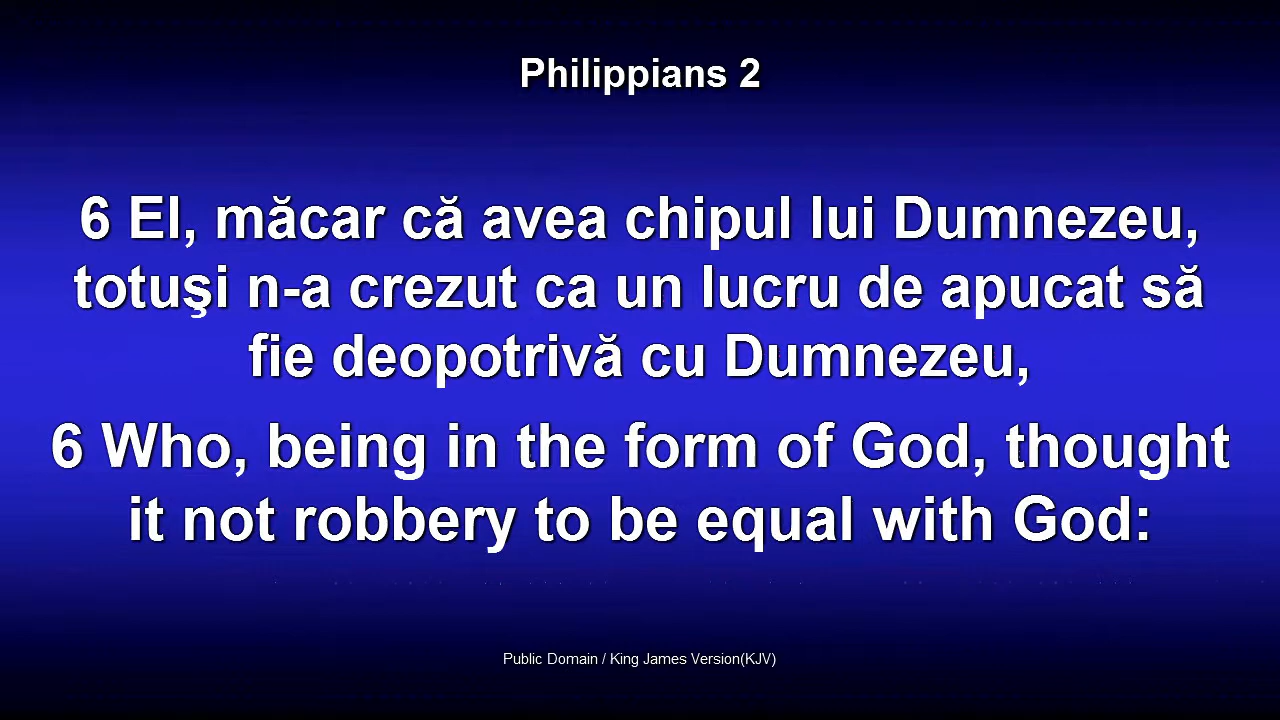 Philippians 2
6 El, măcar că avea chipul lui Dumnezeu,
totuşi n-a crezut ca un lucru de apucat să
fie deopotrivă cu Dumnezeu,
6 Who, being in the form of God, thought
it not robbery to be equal with God:
Public Domain / King James Version(KJV)